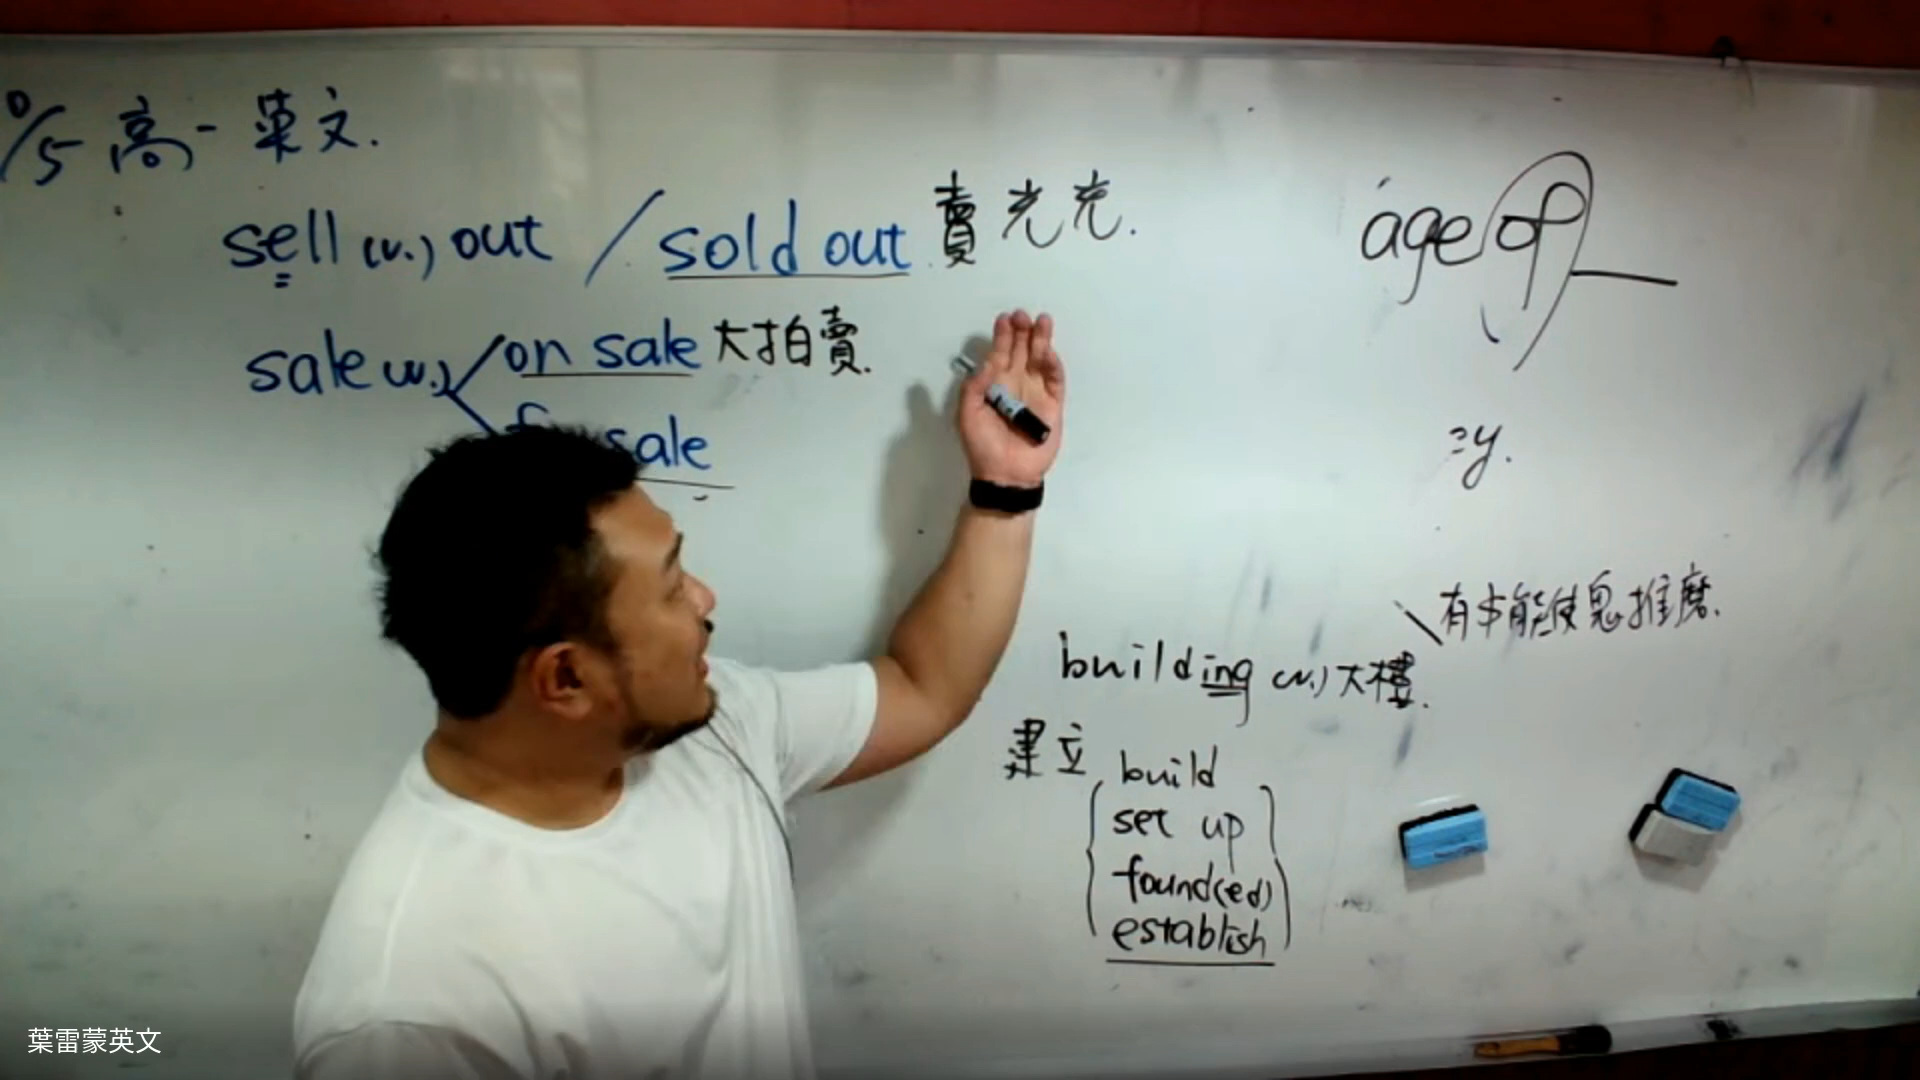 /5 高一英文.
sell (v.) out / sold out 賣光光.
sale n.) on sale 大拍賣.
for sale
age of
=y.
有本能使鬼推磨.
building n.) 大樓.
建立
build
set up
found(ed)
establish
葉雷蒙英文